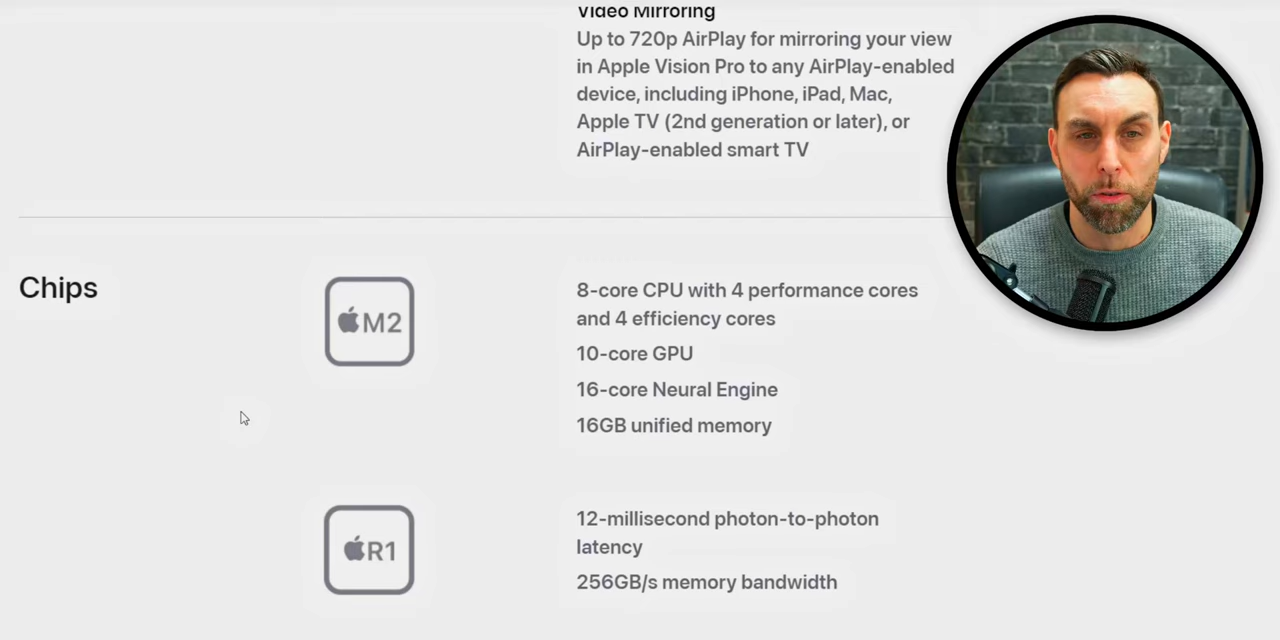 Video Mirroring
Up to 720p AirPlay for mirroring your view
in Apple Vision Pro to any AirPlay-enabled
device, including iPhone, iPad, Mac,
Apple TV (2nd generation or later), or
AirPlay-enabled smart TV
Chips
M2
8-core CPU with 4 performance cores
and 4 efficiency cores
10-core GPU
16-core Neural Engine
16GB unified memory
R1
12-millisecond photon-to-photon
latency
256GB/s memory bandwidth